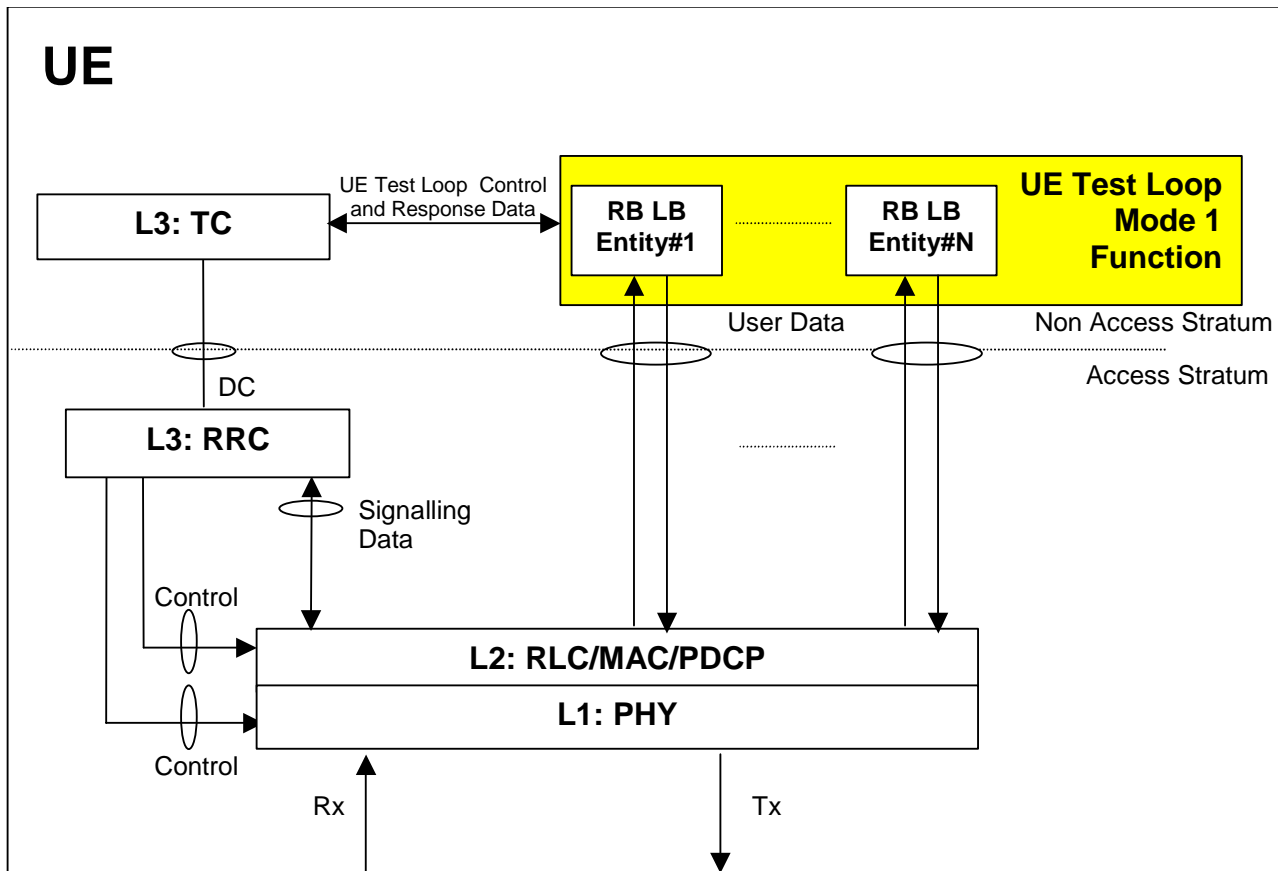 UE
UE Test Loop Control
and Response Data
L3: TC
RB LB
Entity#1
RB LB
Entity#N
UE Test Loop
Mode 1
Function
User Data
Non Access Stratum
Access Stratum
DC
L3: RRC
Signalling
Data
Control
L2: RLC/MAC/PDCP
L1: PHY
Control
Rx
Tx